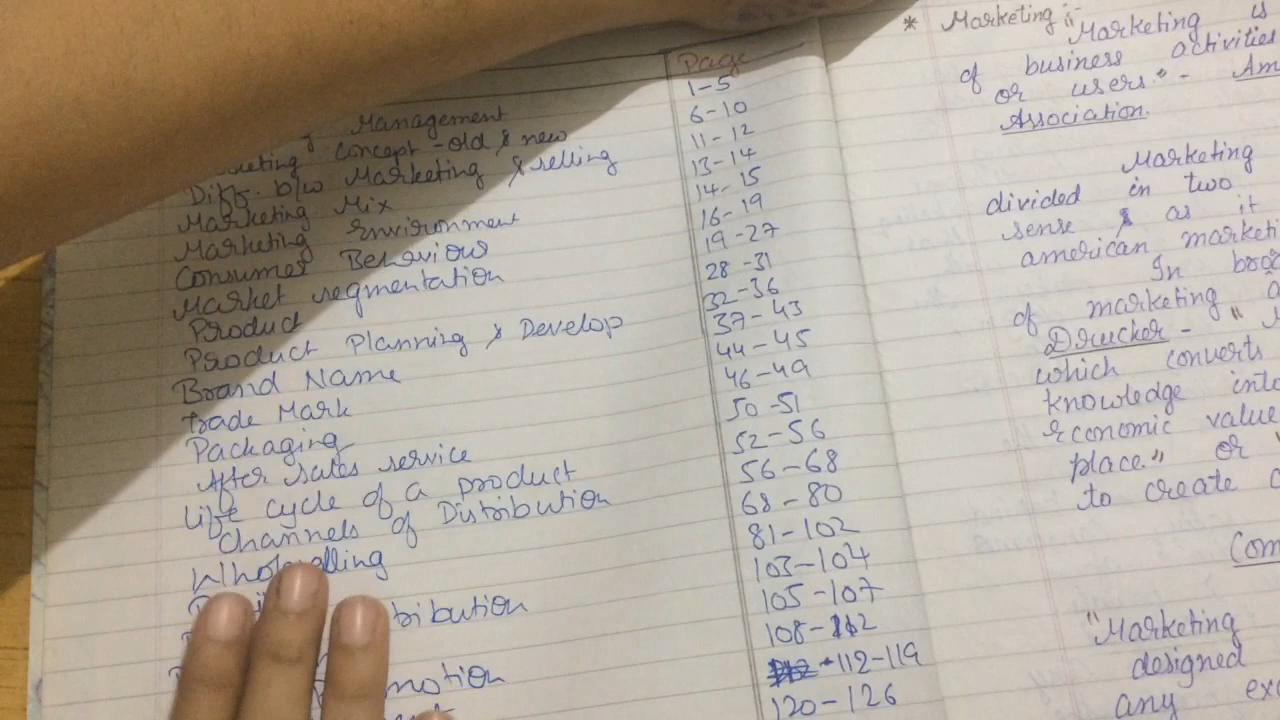 Page
1-5
Management
6-10
Concept - old & new
11-12
Diff. b/w Marketing & selling
13-14
Marketing Mix
14-15
Marketing Environment
16-19
Consumer Behaviour
19-27
Market segmentation
28-31
Product
32-36
Product Planning & Develop
37-43
Brand Name
44-45
Trade Mark
46-49
Packaging
50-51
After sales service
52-56
Life cycle of a product
56-68
Channels of Distribution
68-80
81-102
103-104
105-107
108-112
112-119
120-126
* Marketing :-
Marketing is
of business activities
or users." - Am
Association.
Marketing
divided in two
sense & as it
american marketi
In broa
of marketing
Drucker - "
which converts
knowledge into
economic value
place." or "
to create
Com
"Marketing
designed
any exc